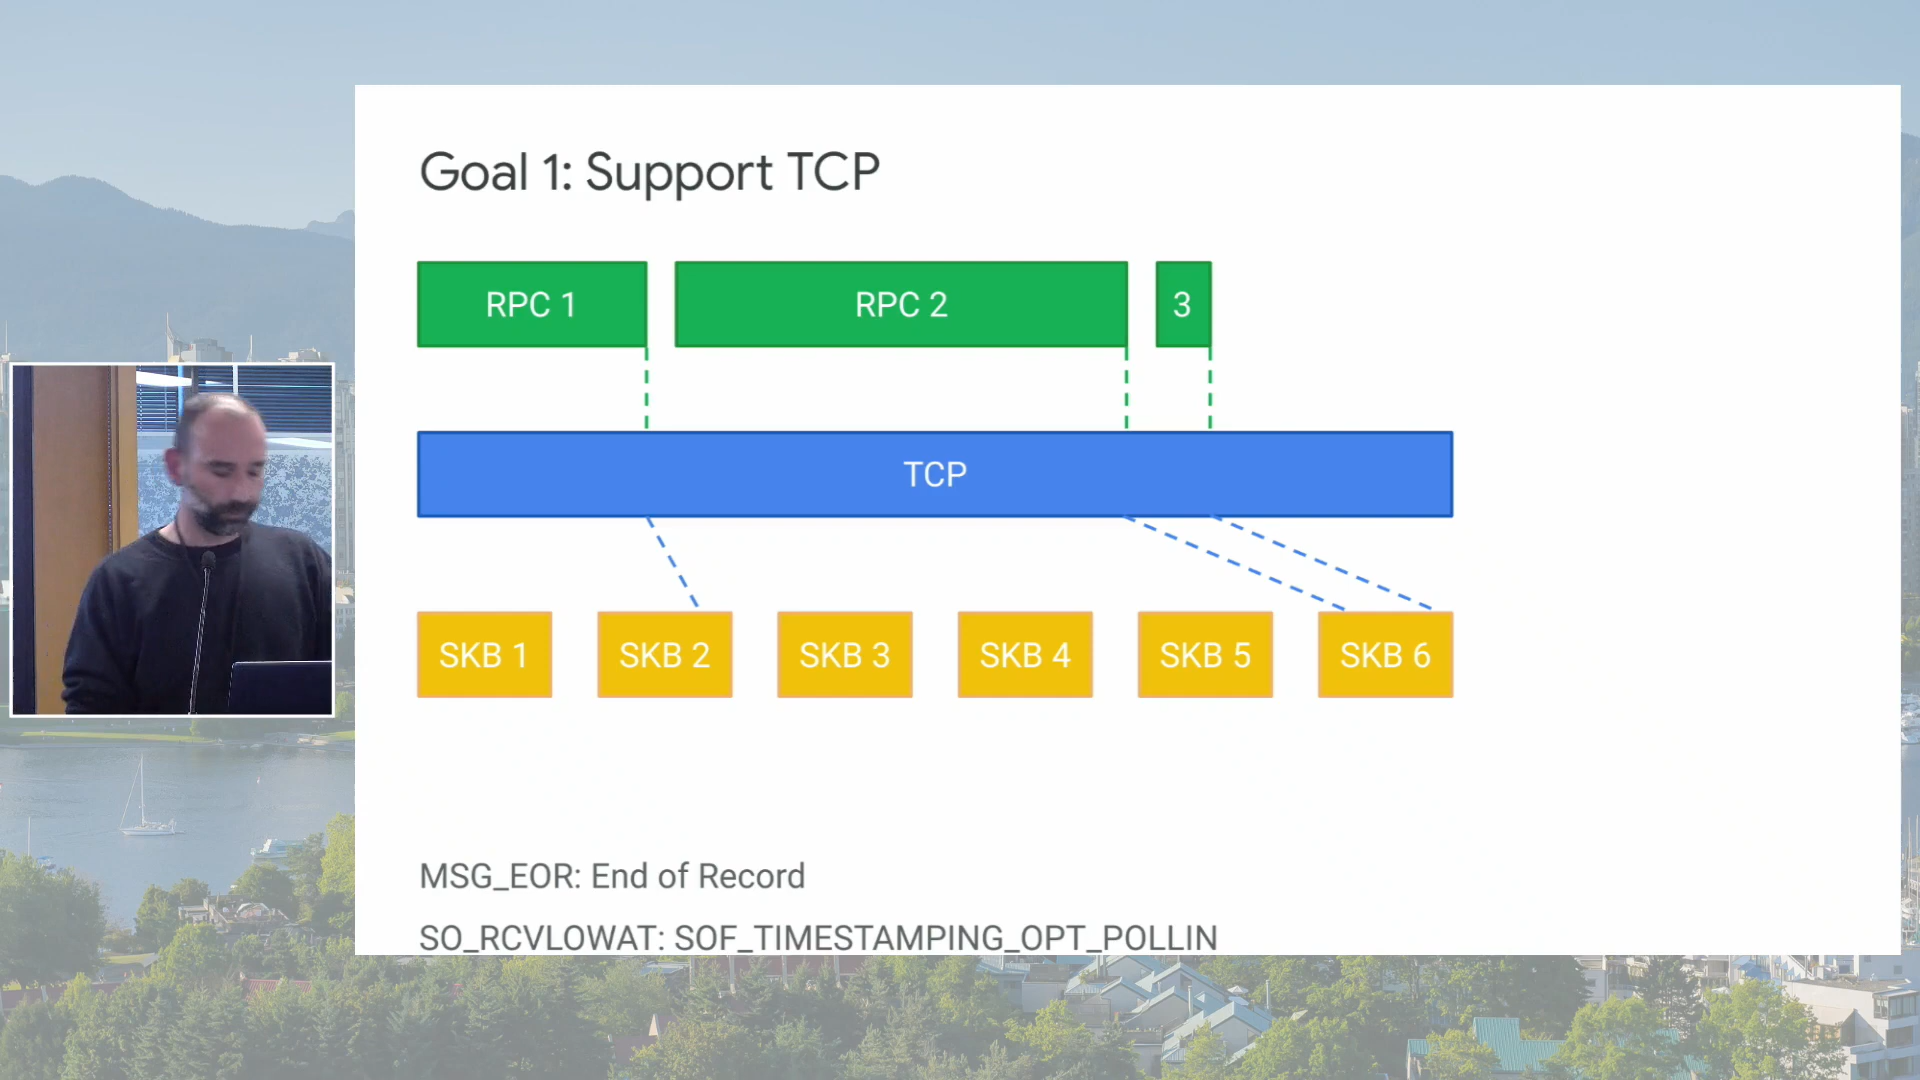 Goal 1: Support TCP
RPC 1
RPC 2
3
TCP
SKB 1
SKB 2
SKB 3
SKB 4
SKB 5
SKB 6
MSG_EOR: End of Record
SO_RCVLOWAT: SOF_TIMESTAMPING_OPT_POLLIN